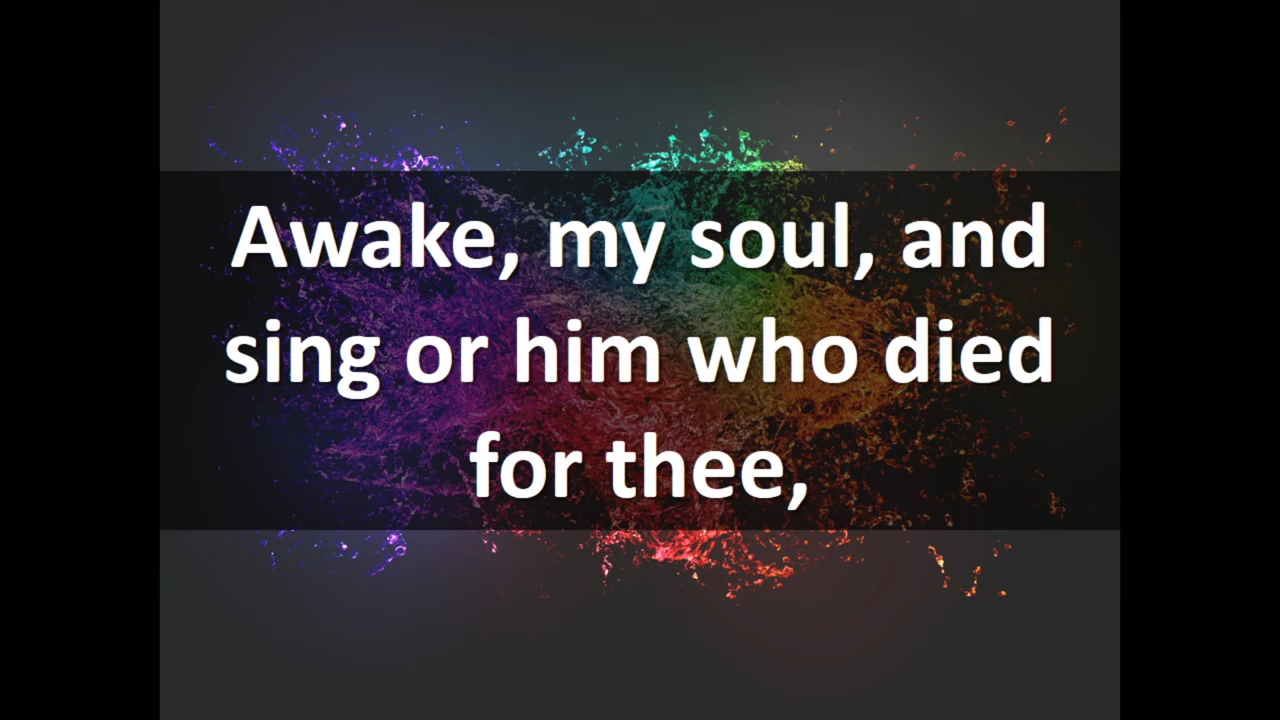 Awake, my soul, and
sing or him who died
for thee,